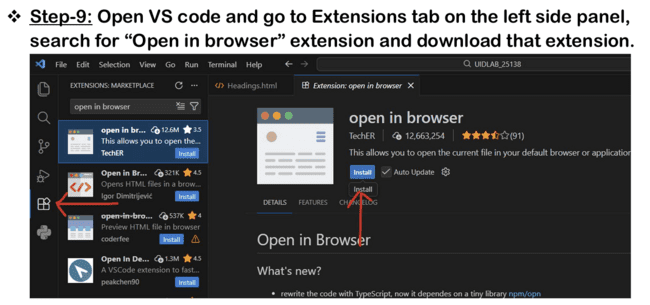 ❖ Step-9: Open VS code and go to Extensions tab on the left side panel,
search for “Open in browser” extension and download that extension.
File Edit Selection View Go Run Terminal Help
UIDLAB_25138
EXTENSIONS: MARKETPLACE
Headings.html
Extension: open in browser
open in browser
open in br... 12.6M 3.5
This allows you to open the...
TechER Install
Open in Br... 321K 4.5
Opens HTML files in a brow...
Igor Dimitrijević Install
open-in-bro... 537K 4
Preview HTML file in browser
coderfee Install
Open In De... 1.3M 4.5
A VSCode extension to fast...
peakchen90 Install
open in browser
TechER 12,663,254 (91)
This allows you to open the current file in your default browser or application
Install Auto Update
Install
DETAILS FEATURES CHANGELOG
Open in Browser
What's new?
• rewrite the code with TypeScript, now it dependes on a tiny library npm/opn